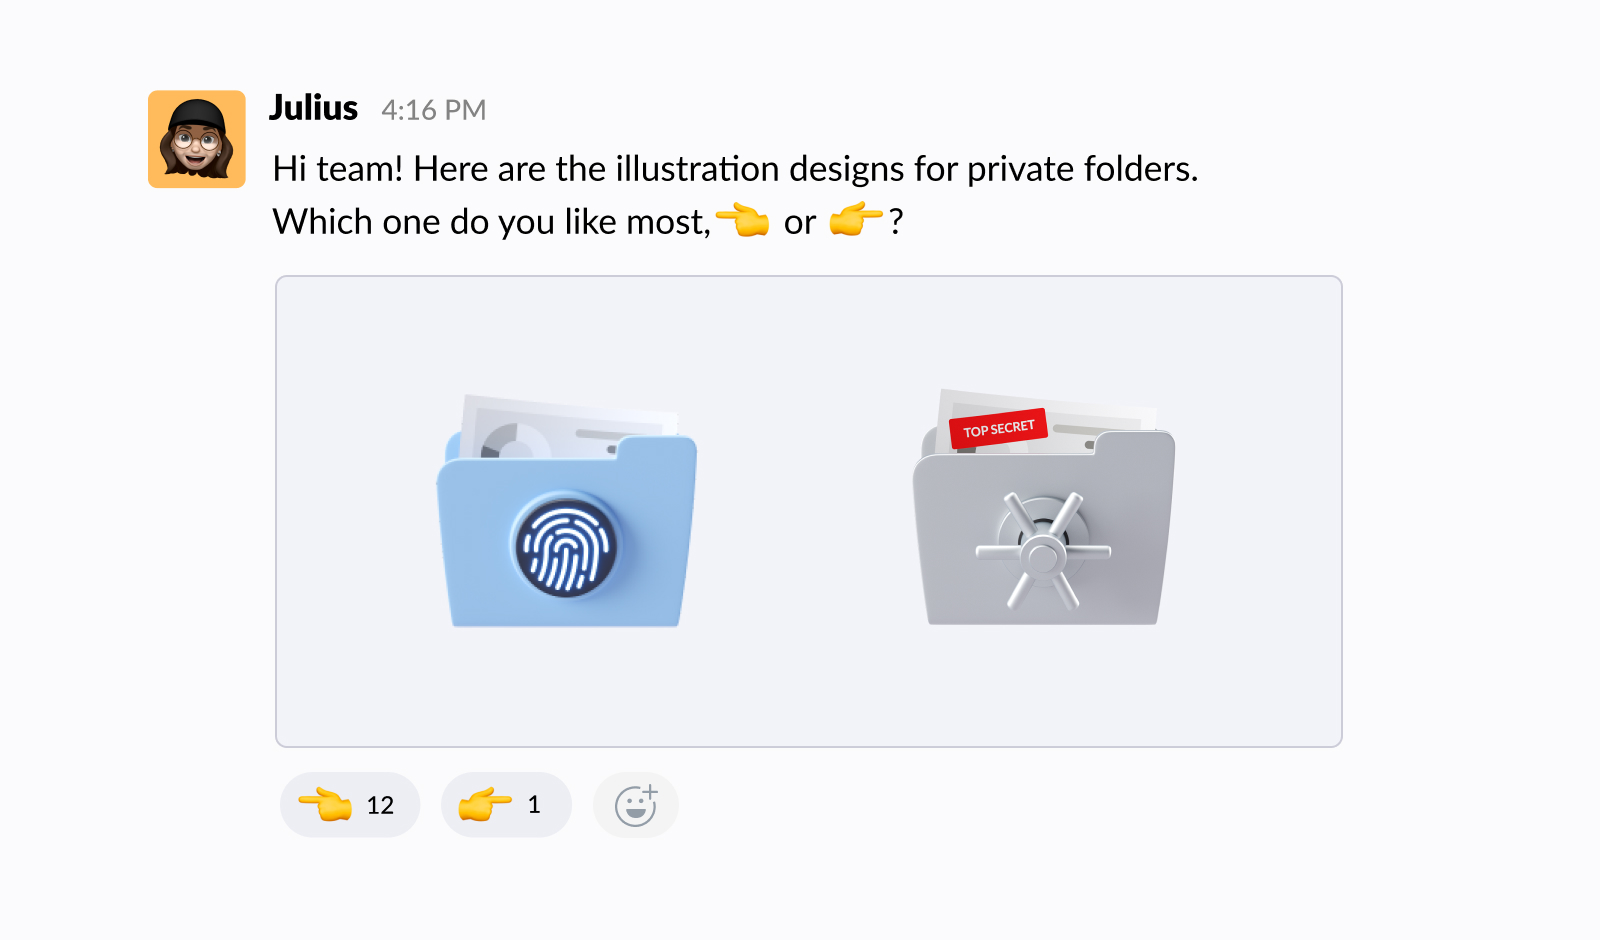 Julius 4:16 PM
Hi team! Here are the illustration designs for private folders.
Which one do you like most,👈 or 👉?
TOP SECRET
👈 12 👉 1